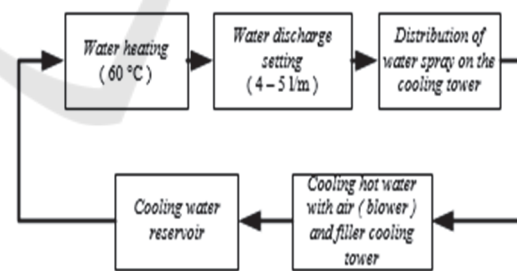 Water heating
( 60 °C )
Water discharge
setting
( 4 – 5 l/m )
Distribution of
water spray on the
cooling tower
Cooling water
reservoir
Cooling hot water
with air ( blower )
and filler cooling
tower